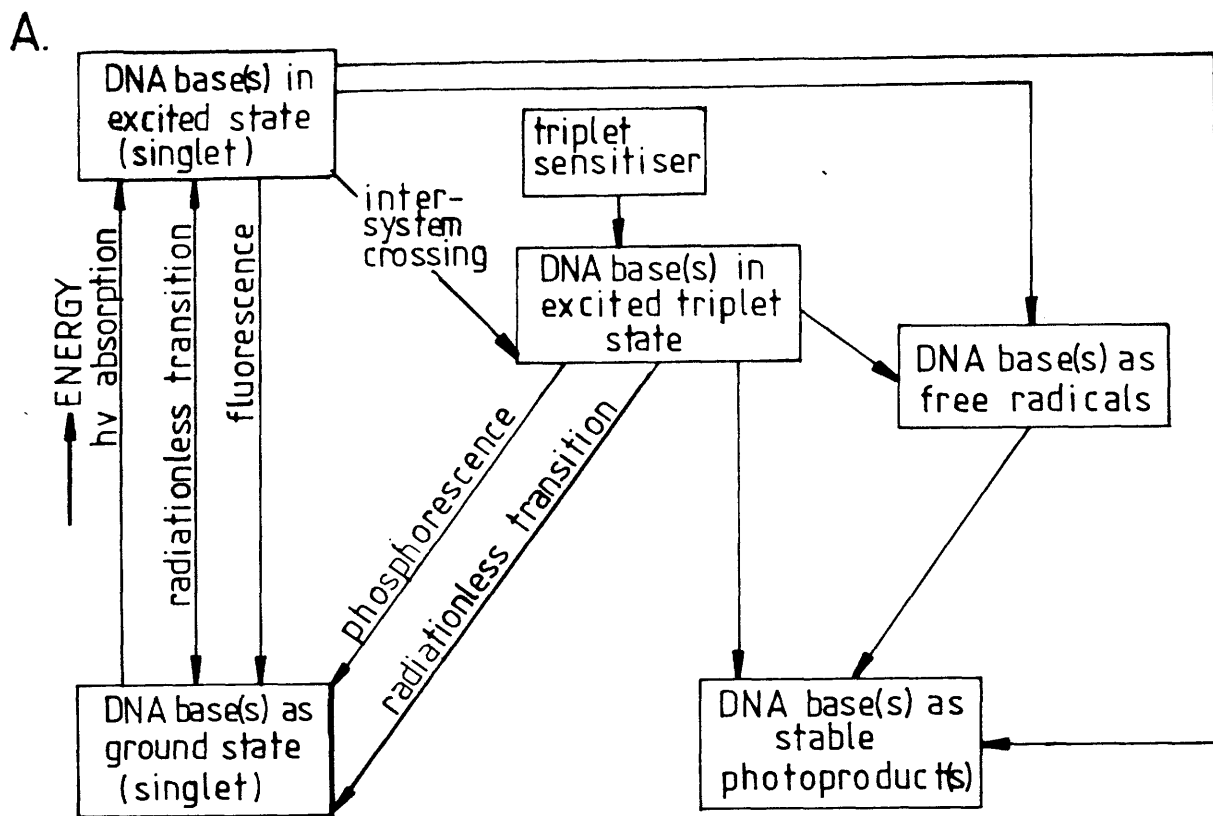 A.
DNA base(s) in
excited state
(singlet)
triplet
sensitiser
inter-
system
crossing
DNA base(s) in
excited triplet
state
DNA base(s) as
free radicals
ENERGY
hv absorption
radiationless transition
fluorescence
phosphorescence
radiationless transition
DNA base(s) as
ground state
(singlet)
DNA base(s) as
stable
photoproduct(s)